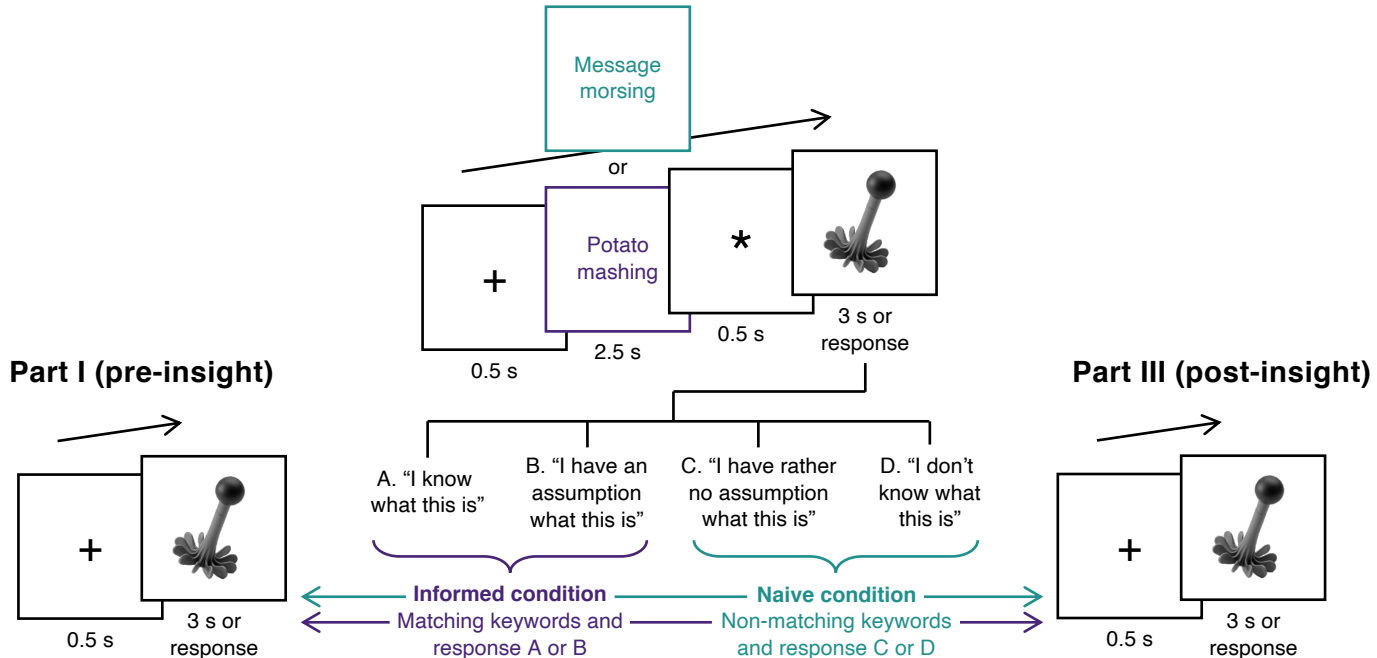 Message
morsing
or
+
Potato
mashing
*
0.5 s
2.5 s
0.5 s
3 s or
response
Part I (pre-insight)
+
0.5 s
3 s or
response
A. “I know
what this is”
B. “I have an
assumption
what this is”
C. “I have rather
no assumption
what this is”
D. “I don’t
know what
this is”
Informed condition
Matching keywords and
response A or B
Naive condition
Non-matching keywords
and response C or D
Part III (post-insight)
+
0.5 s
3 s or
response